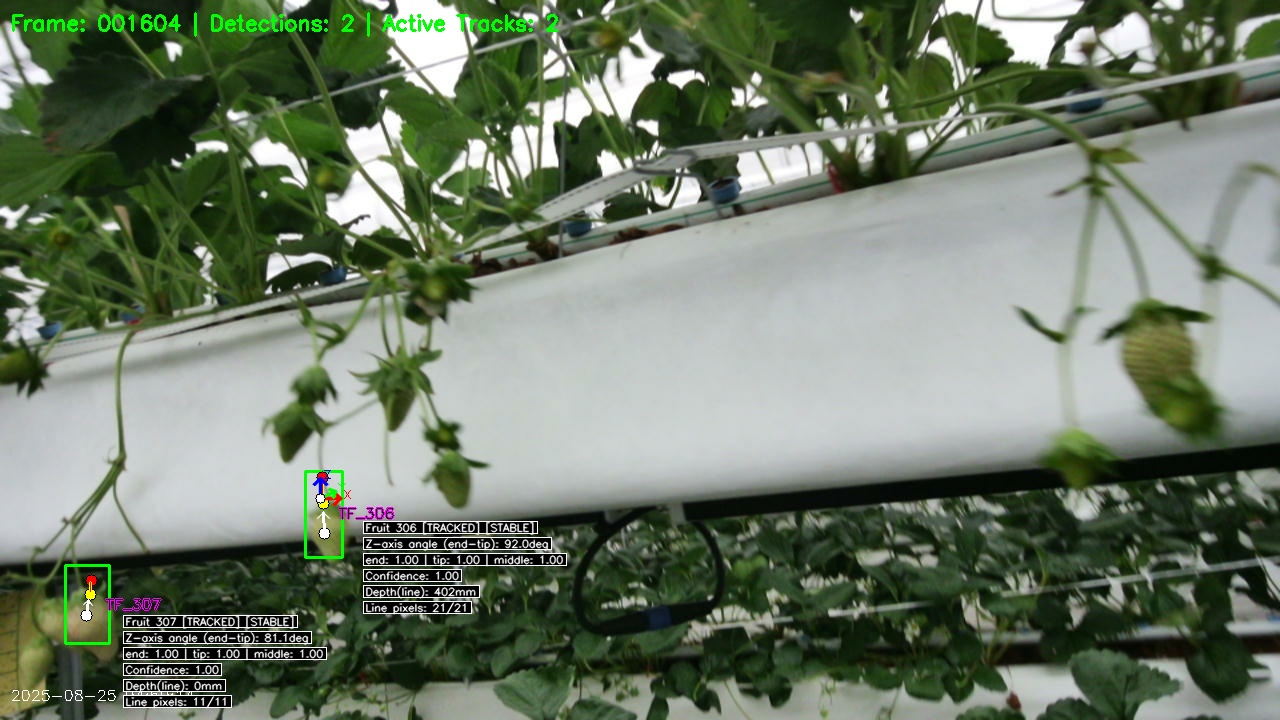 Frame: 001604 | Detections: 2 | Active Tracks: 2
X
TF_306
Fruit 306 [TRACKED] [STABLE]
Z-axis angle (end-tip): 92.0deg
end: 1.00 | tip: 1.00 | middle: 1.00
Confidence: 1.00
Depth(line): 402mm
Line pixels: 21/21
TF_307
Fruit 307 [TRACKED] [STABLE]
Z-axis angle (end-tip): 81.1deg
end: 1.00 | tip: 1.00 | middle: 1.00
Confidence: 1.00
Depth(line): 0mm
Line pixels: 11/11
2025-08-25